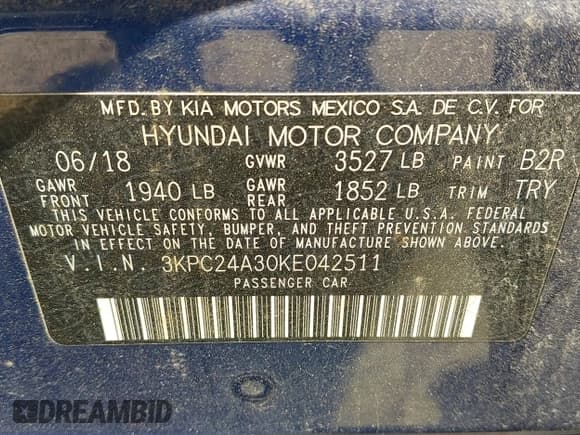 MFD. BY KIA MOTORS MEXICO S.A. DE C.V. FOR
HYUNDAI MOTOR COMPANY
06/18 GVWR 3527 LB PAINT B2R
GAWR FRONT 1940 LB GAWR REAR 1852 LB TRIM TRY
THIS VEHICLE CONFORMS TO ALL APPLICABLE U.S.A. FEDERAL
MOTOR VEHICLE SAFETY, BUMPER, AND THEFT PREVENTION STANDARDS
IN EFFECT ON THE DATE OF MANUFACTURE SHOWN ABOVE.
V.I.N. 3KPC24A30KE042511
PASSENGER CAR
DREAMBID